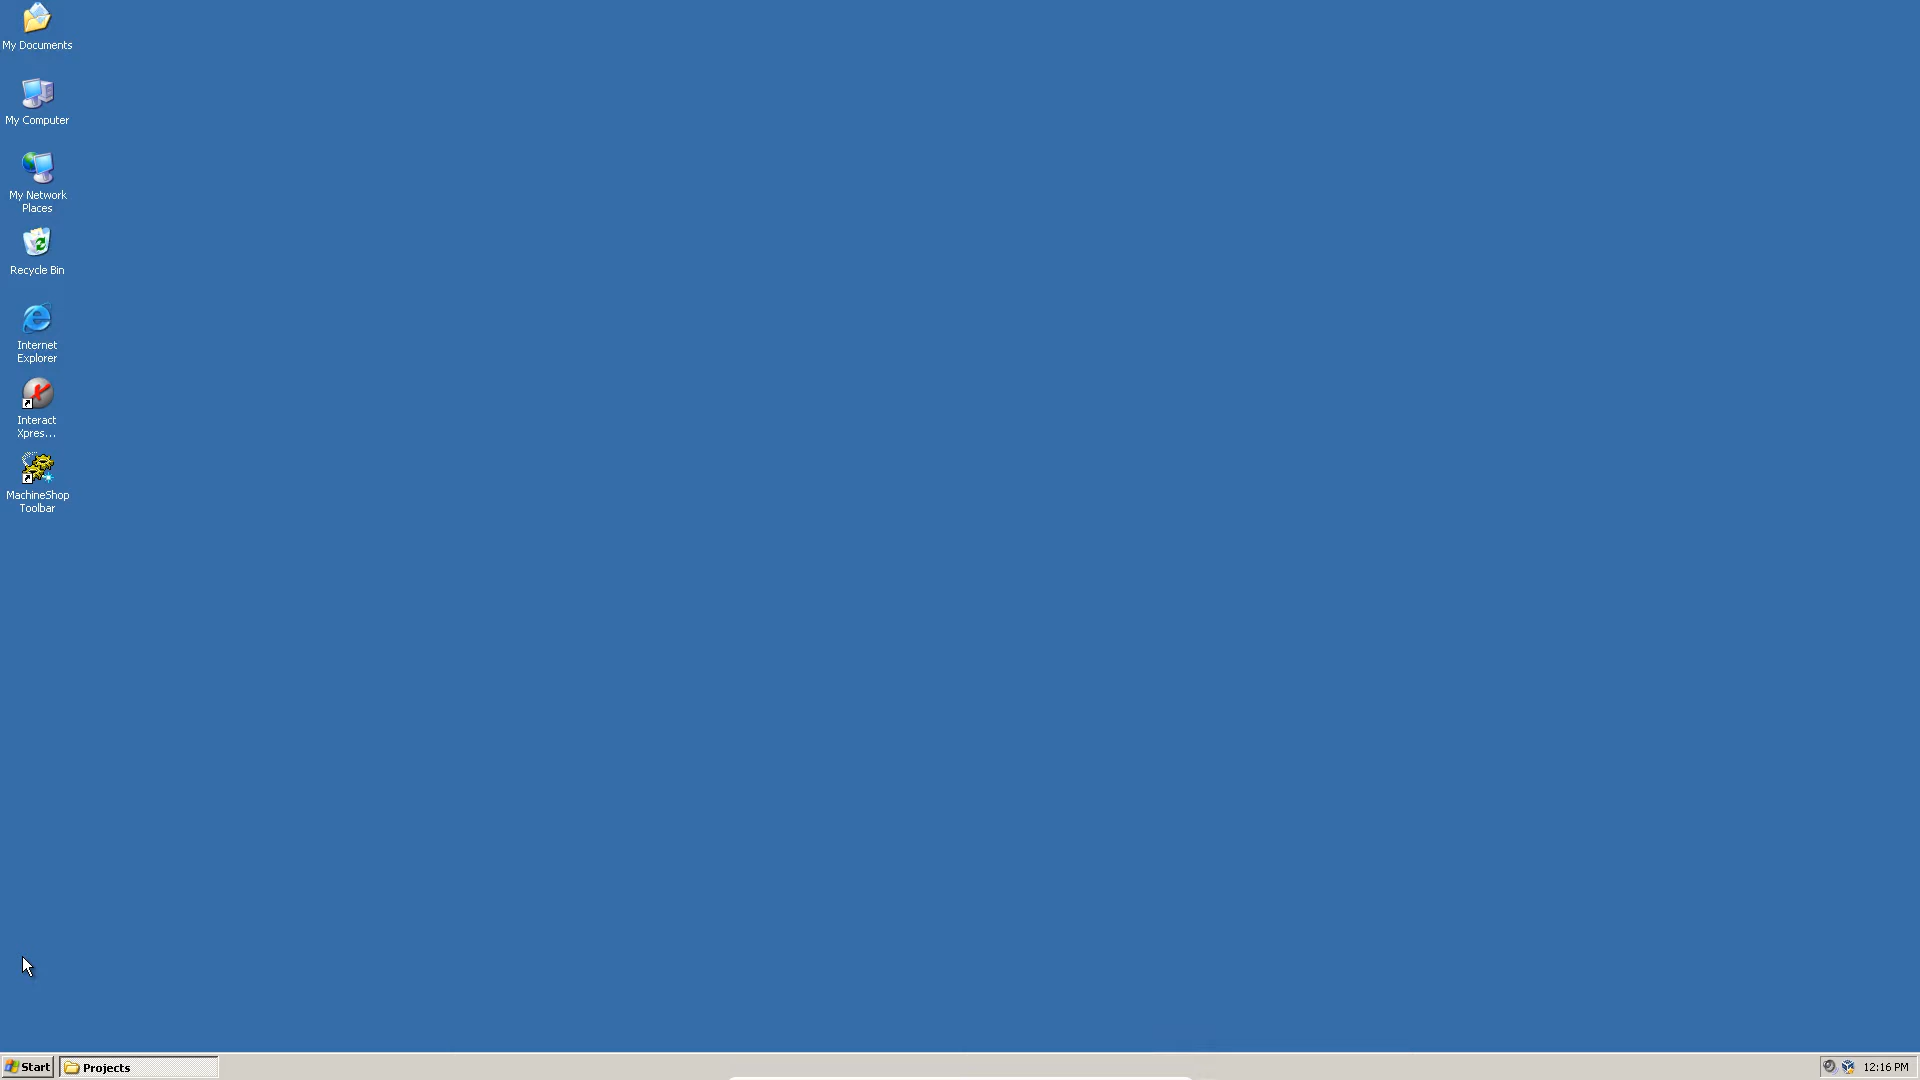 My Documents
My Computer
My Network
Places
Recycle Bin
Internet
Explorer
Interact
Xpres...
MachineShop
Toolbar
Start
Projects
12:16 PM